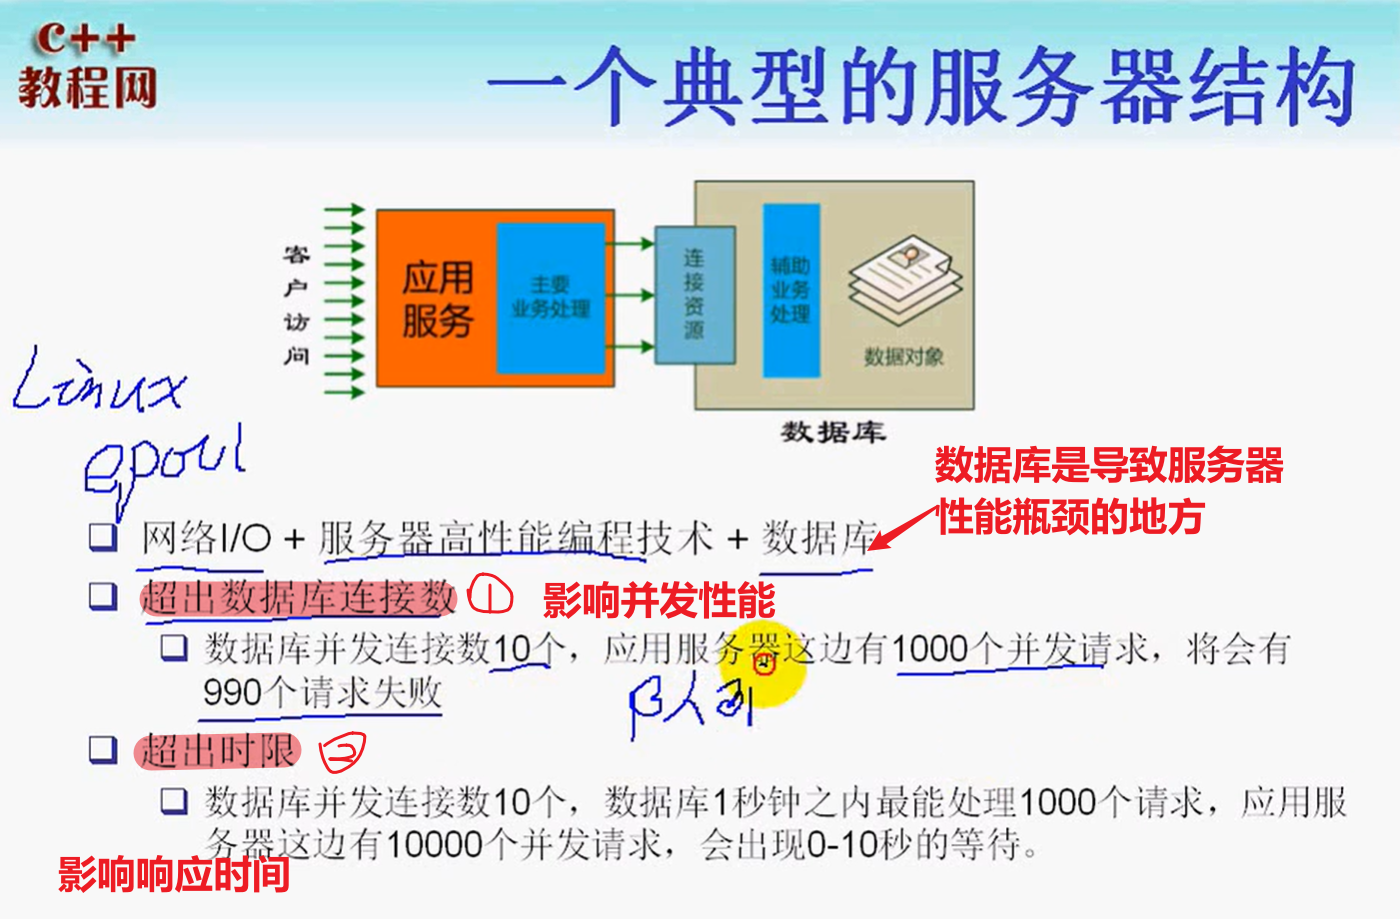 C++
教程网
一个典型的服务器结构
客户访问
应用
服务
主要
业务处理
连接资源
辅助
业务
处理
数据对象
数据库
Linux
epoll
数据库是导致服务器
性能瓶颈的地方
网络I/O + 服务器高性能编程技术 + 数据库
超出数据库连接数 ① 影响并发性能
数据库并发连接数10个，应用服务器这边有1000个并发请求，将会有
990个请求失败
队列
超出时限 ②
数据库并发连接数10个，数据库1秒钟之内最能处理1000个请求，应用服
务器这边有10000个并发请求，会出现0-10秒的等待。
影响响应时间